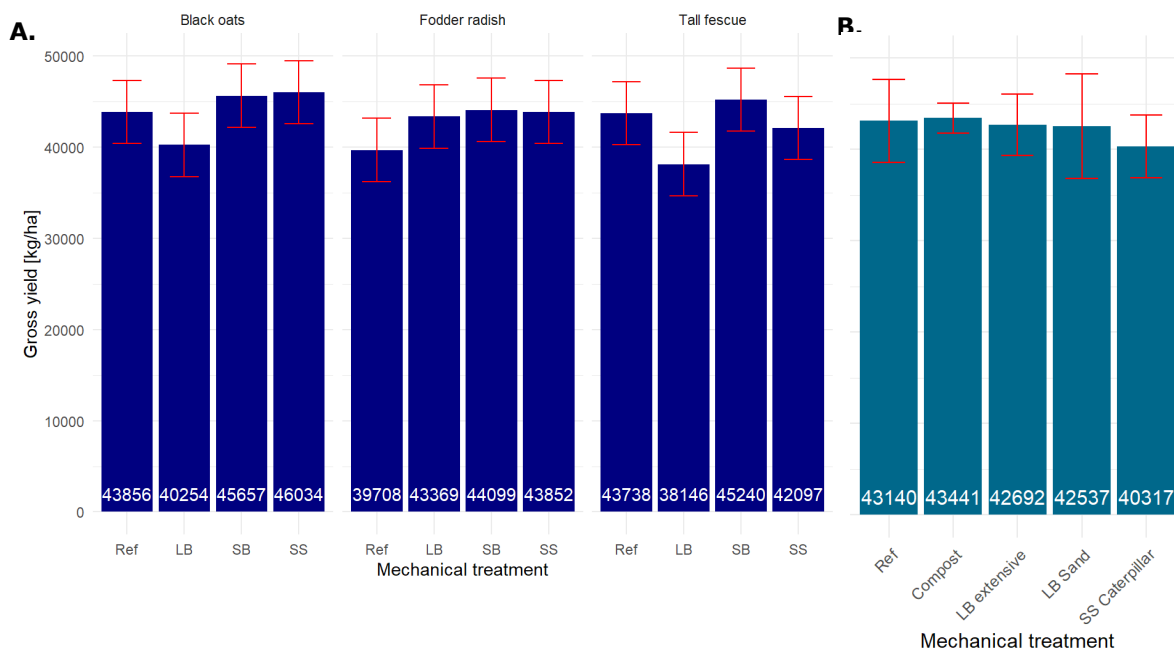 A.
Black oats
Fodder radish
Tall fescue
B.
Gross yield [kg/ha]
50000
40000
30000
20000
10000
0
43856 40254 45657 46034
39708 43369 44099 43852
43738 38146 45240 42097
43140 43441 42692 42537 40317
Ref LB SB SS
Ref LB SB SS
Ref LB SB SS
Mechanical treatment
Ref
Compost
LB extensive
LB Sand
SS Caterpillar
Mechanical treatment